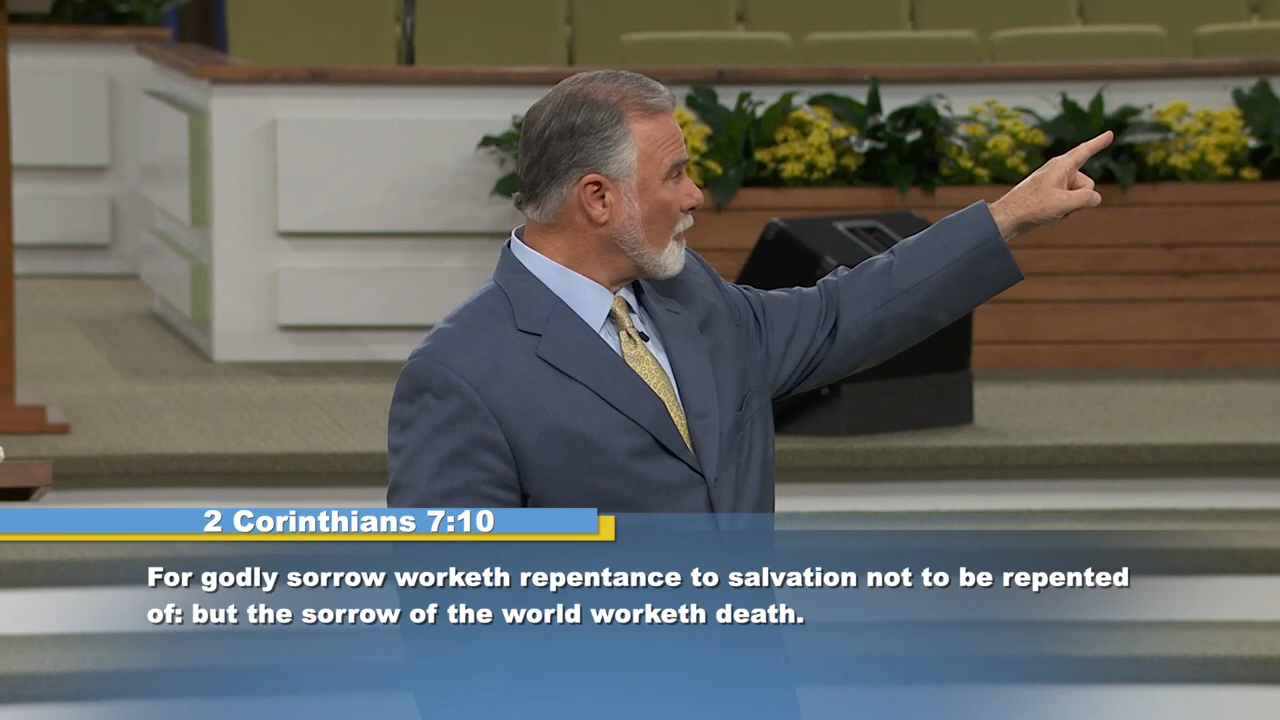 2 Corinthians 7:10
For godly sorrow worketh repentance to salvation not to be repented
of: but the sorrow of the world worketh death.